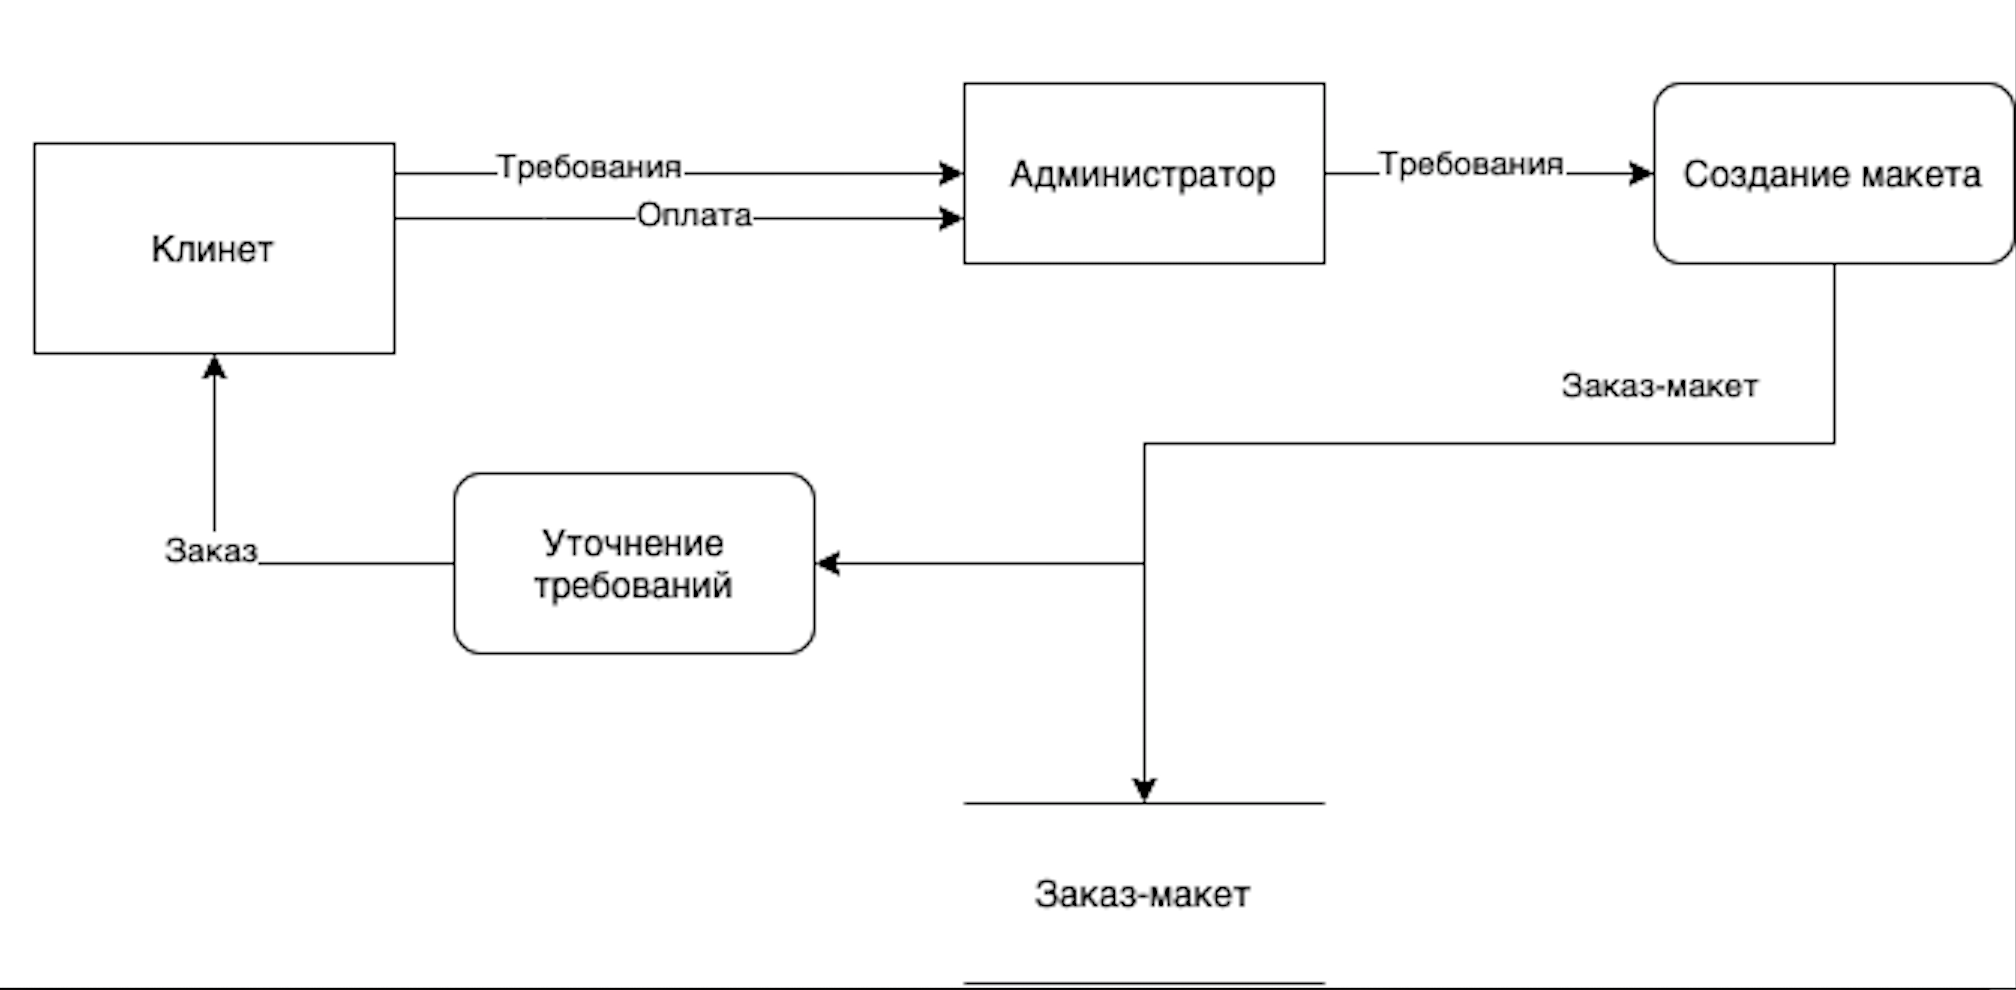 Требования
Администратор
Требования
Создание макета
Оплата
Клинет
Заказ-макет
Заказ
Уточнение
требований
Заказ-макет